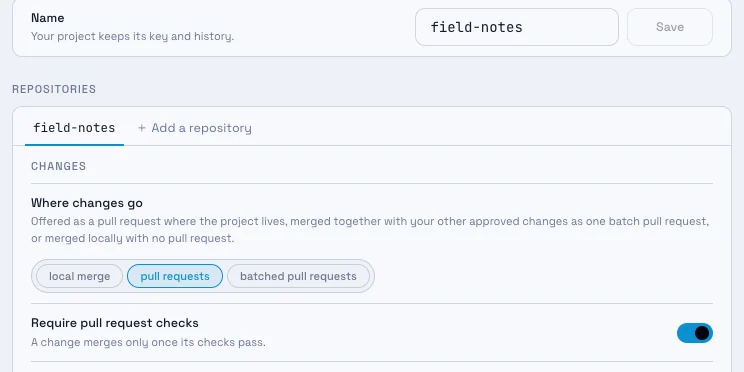 Name
Your project keeps its key and history.
field-notes
Save
REPOSITORIES
field-notes
+ Add a repository
CHANGES
Where changes go
Offered as a pull request where the project lives, merged together with your other approved changes as one batch pull request,
or merged locally with no pull request.
local merge
pull requests
batched pull requests
Require pull request checks
A change merges only once its checks pass.